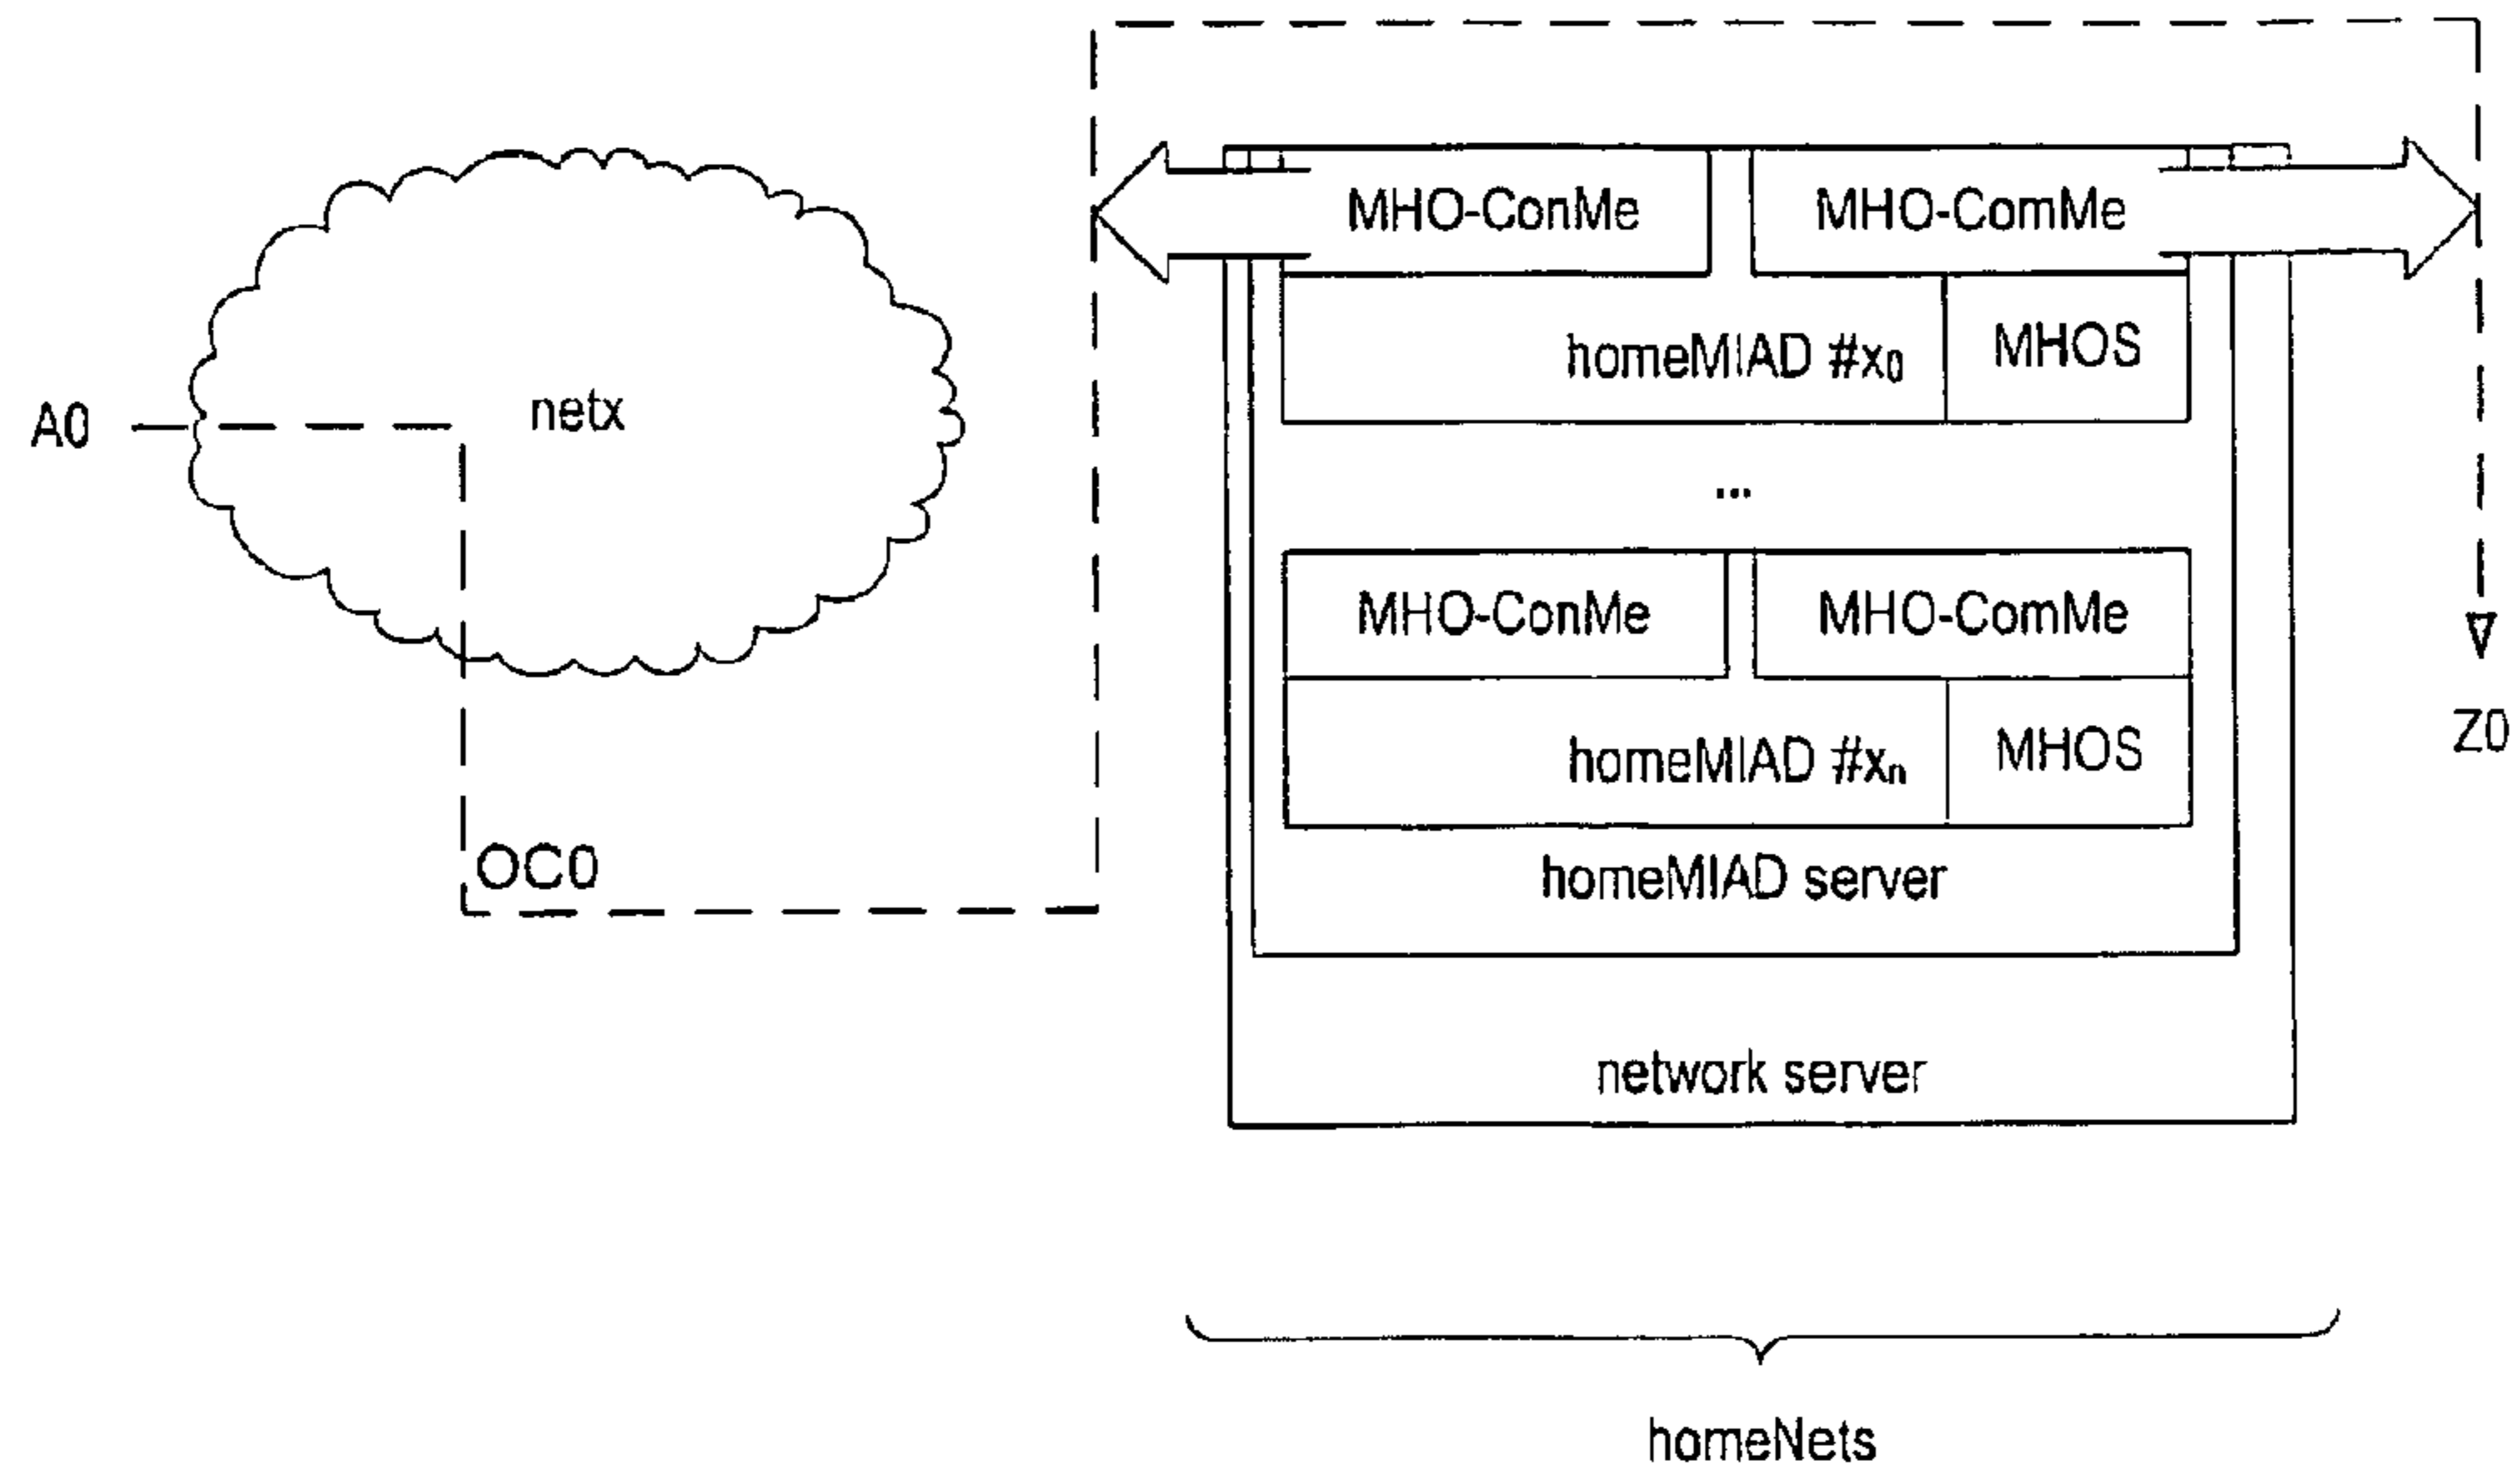 MHO-ConMe
MHO-ComMe
homeMIAD #x₀
MHOS
A0
netx
...
MHO-ConMe
MHO-ComMe
homeMIAD #xₙ
MHOS
Z0
OC0
homeMIAD server
network server
homeNets